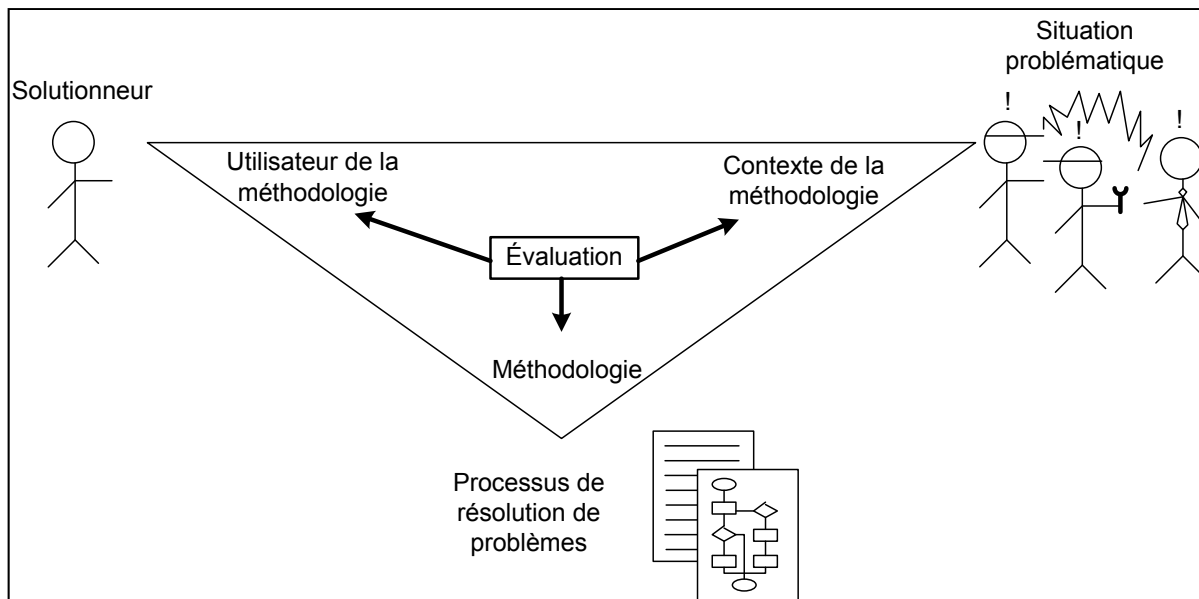 Solutionneur
Situation
problématique
!
!
!
Utilisateur de la
méthodologie
Contexte de la
méthodologie
Évaluation
Méthodologie
Processus de
résolution de
problèmes